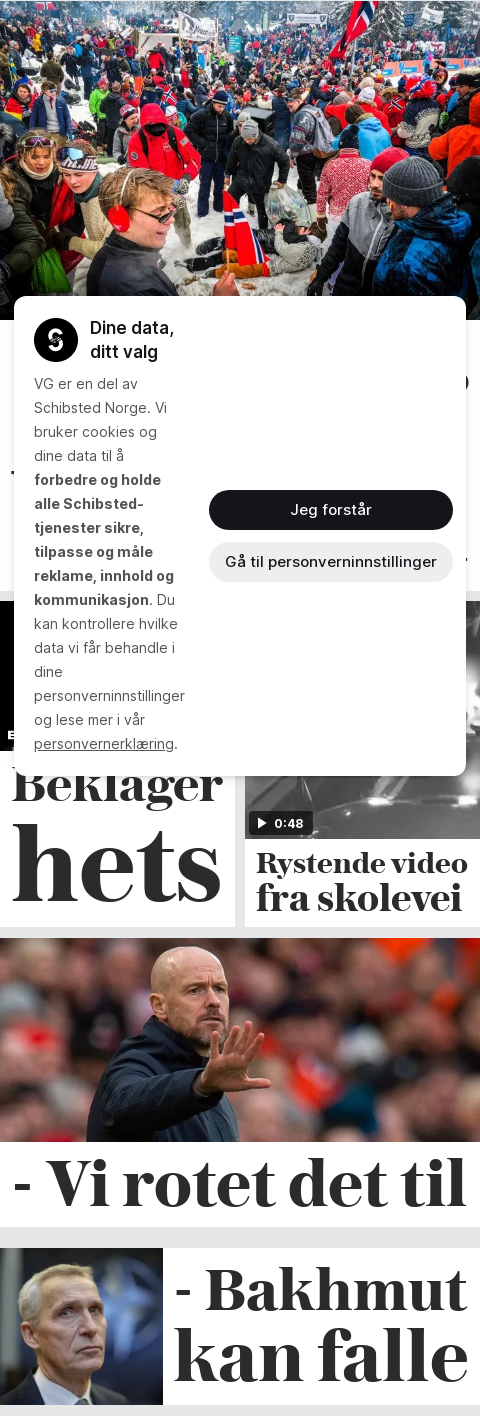 Dine data,
ditt valg
VG er en del av
Schibsted Norge. Vi
bruker cookies og
dine data til å
forbedre og holde
alle Schibsted-
tjenester sikre,
tilpasse og måle
reklame, innhold og
kommunikasjon. Du
kan kontrollere hvilke
data vi får behandle i
dine
personverninnstillinger
og lese mer i vår
personvernerklæring.
Jeg forstår
Gå til personverninnstillinger
Beklager
hets
0:48
Rystende video
fra skolevei
- Vi rotet det til
- Bakhmut
kan falle